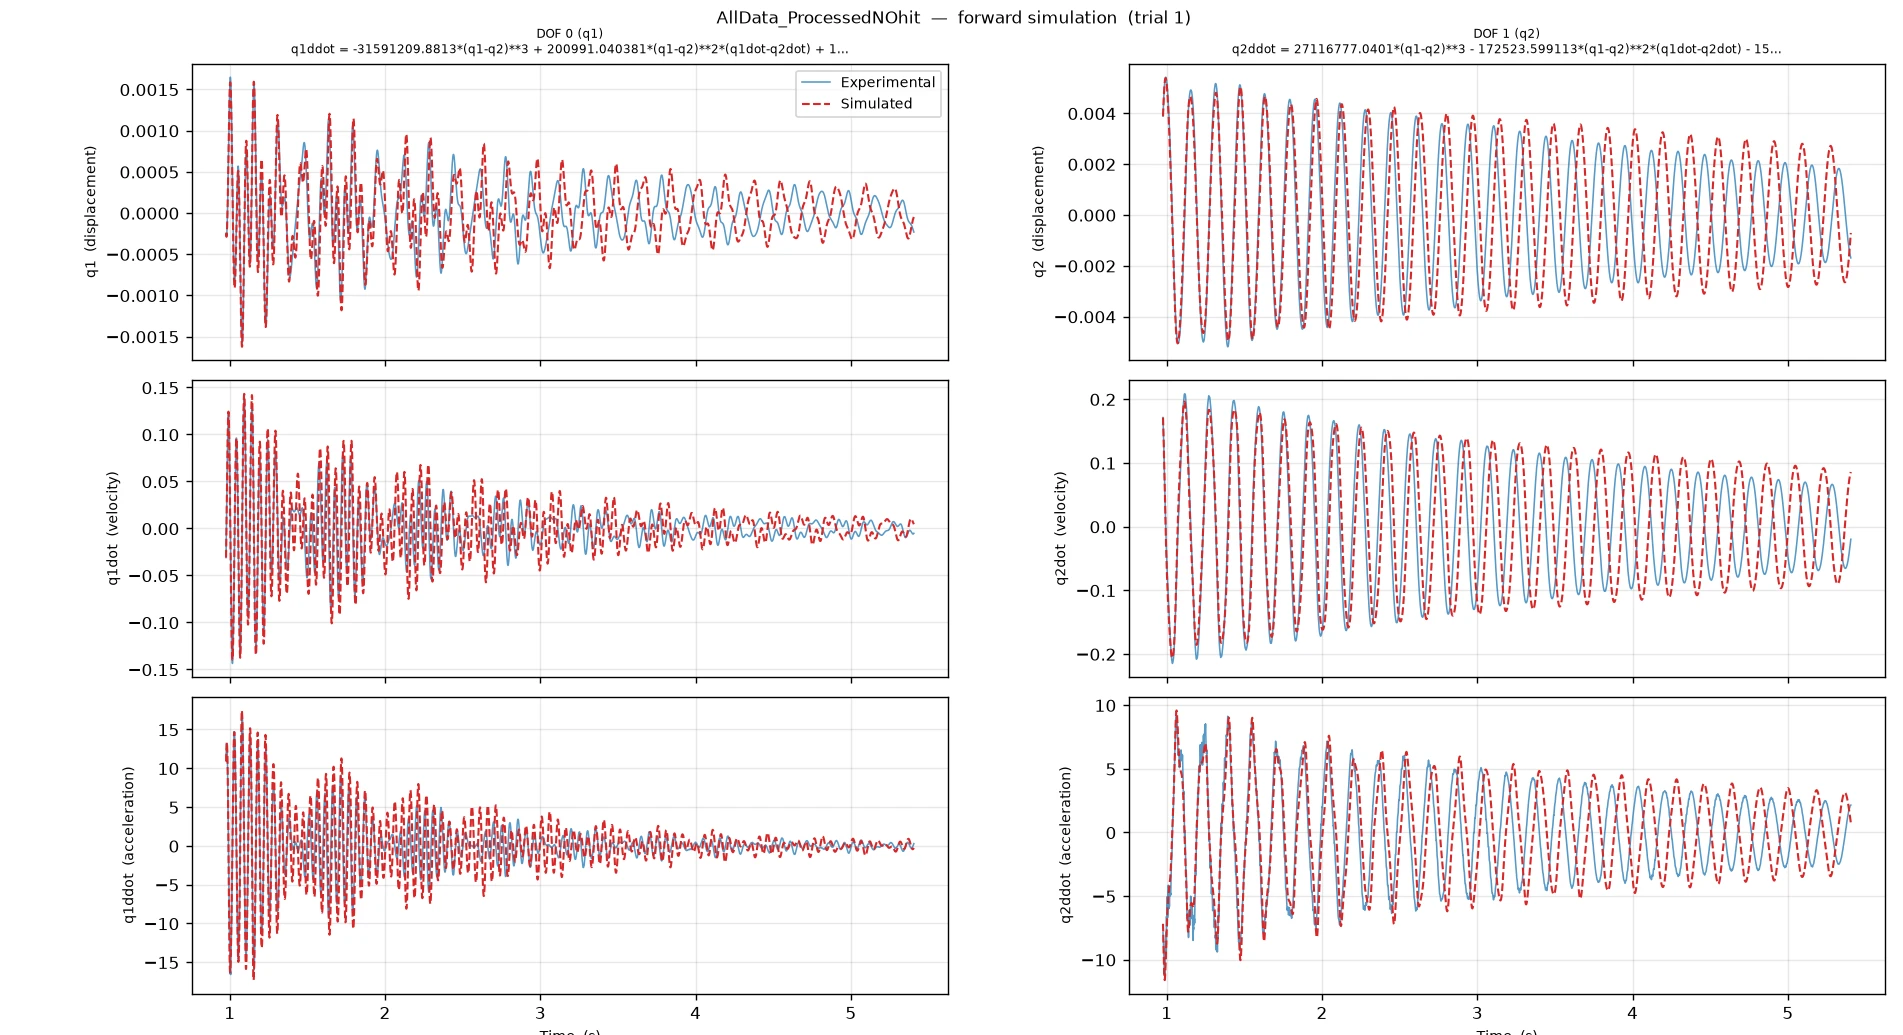 AllData_ProcessedNOhit — forward simulation (trial 1)
DOF 0 (q1)
q1ddot = -31591209.8813*(q1-q2)**3 + 200991.040381*(q1-q2)**2*(q1dot-q2dot) + 1...
DOF 1 (q2)
q2ddot = 27116777.0401*(q1-q2)**3 - 172523.599113*(q1-q2)**2*(q1dot-q2dot) - 15...
Experimental
Simulated
q1 (displacement)
0.0015
0.0010
0.0005
0.0000
−0.0005
−0.0010
−0.0015
q2 (displacement)
0.004
0.002
0.000
−0.002
−0.004
q1dot (velocity)
0.15
0.10
0.05
0.00
−0.05
−0.10
−0.15
q2dot (velocity)
0.2
0.1
0.0
−0.1
−0.2
q1ddot (acceleration)
15
10
5
0
−5
−10
−15
1 2 3 4 5
Time (s)
q2ddot (acceleration)
10
5
0
−5
−10
1 2 3 4 5
Time (s)